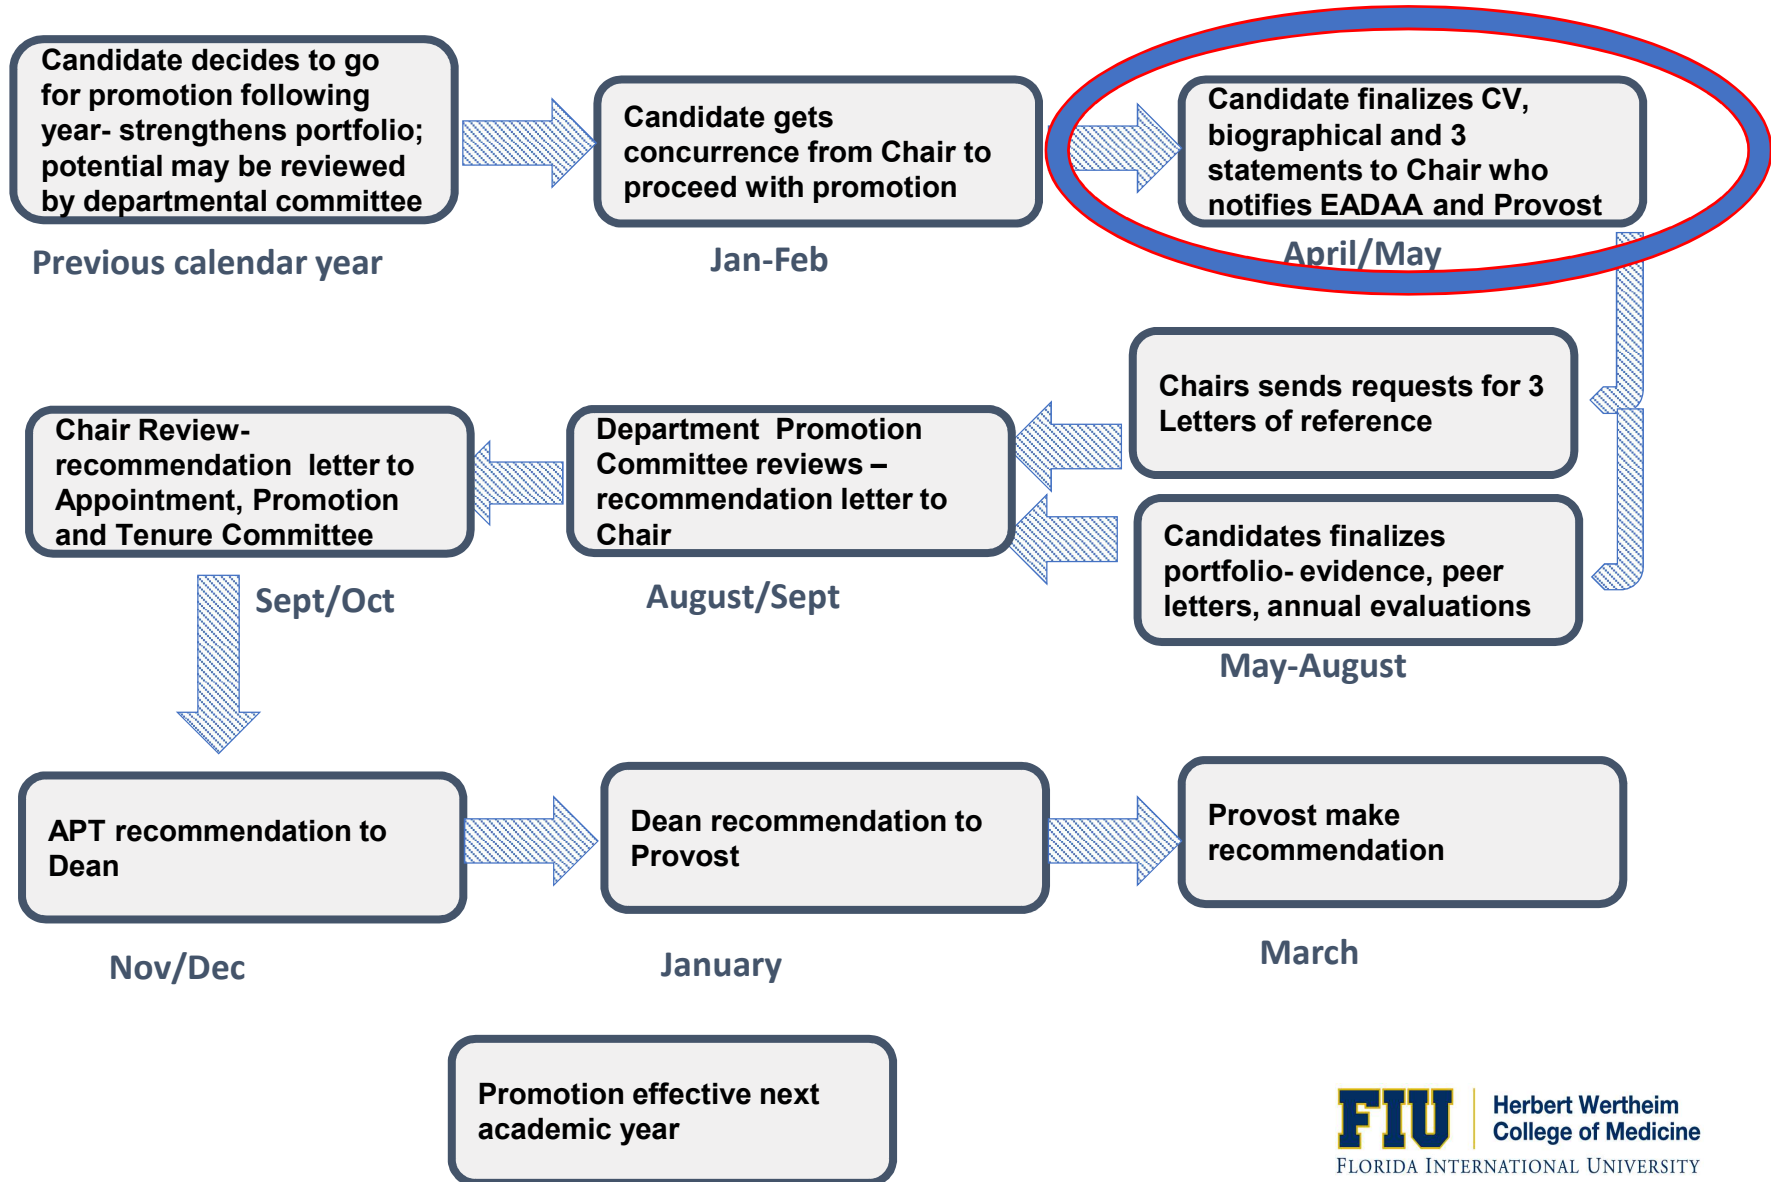 Candidate decides to go
for promotion following
year- strengthens portfolio;
potential may be reviewed
by departmental committee
Previous calendar year
Candidate gets
concurrence from Chair to
proceed with promotion
Jan-Feb
Candidate finalizes CV,
biographical and 3
statements to Chair who
notifies EADAA and Provost
April/May
Chairs sends requests for 3
Letters of reference
Candidates finalizes
portfolio- evidence, peer
letters, annual evaluations
May-August
Department Promotion
Committee reviews –
recommendation letter to
Chair
August/Sept
Chair Review-
recommendation letter to
Appointment, Promotion
and Tenure Committee
Sept/Oct
APT recommendation to
Dean
Nov/Dec
Dean recommendation to
Provost
January
Provost make
recommendation
March
Promotion effective next
academic year
FIU
Herbert Wertheim
College of Medicine
FLORIDA INTERNATIONAL UNIVERSITY